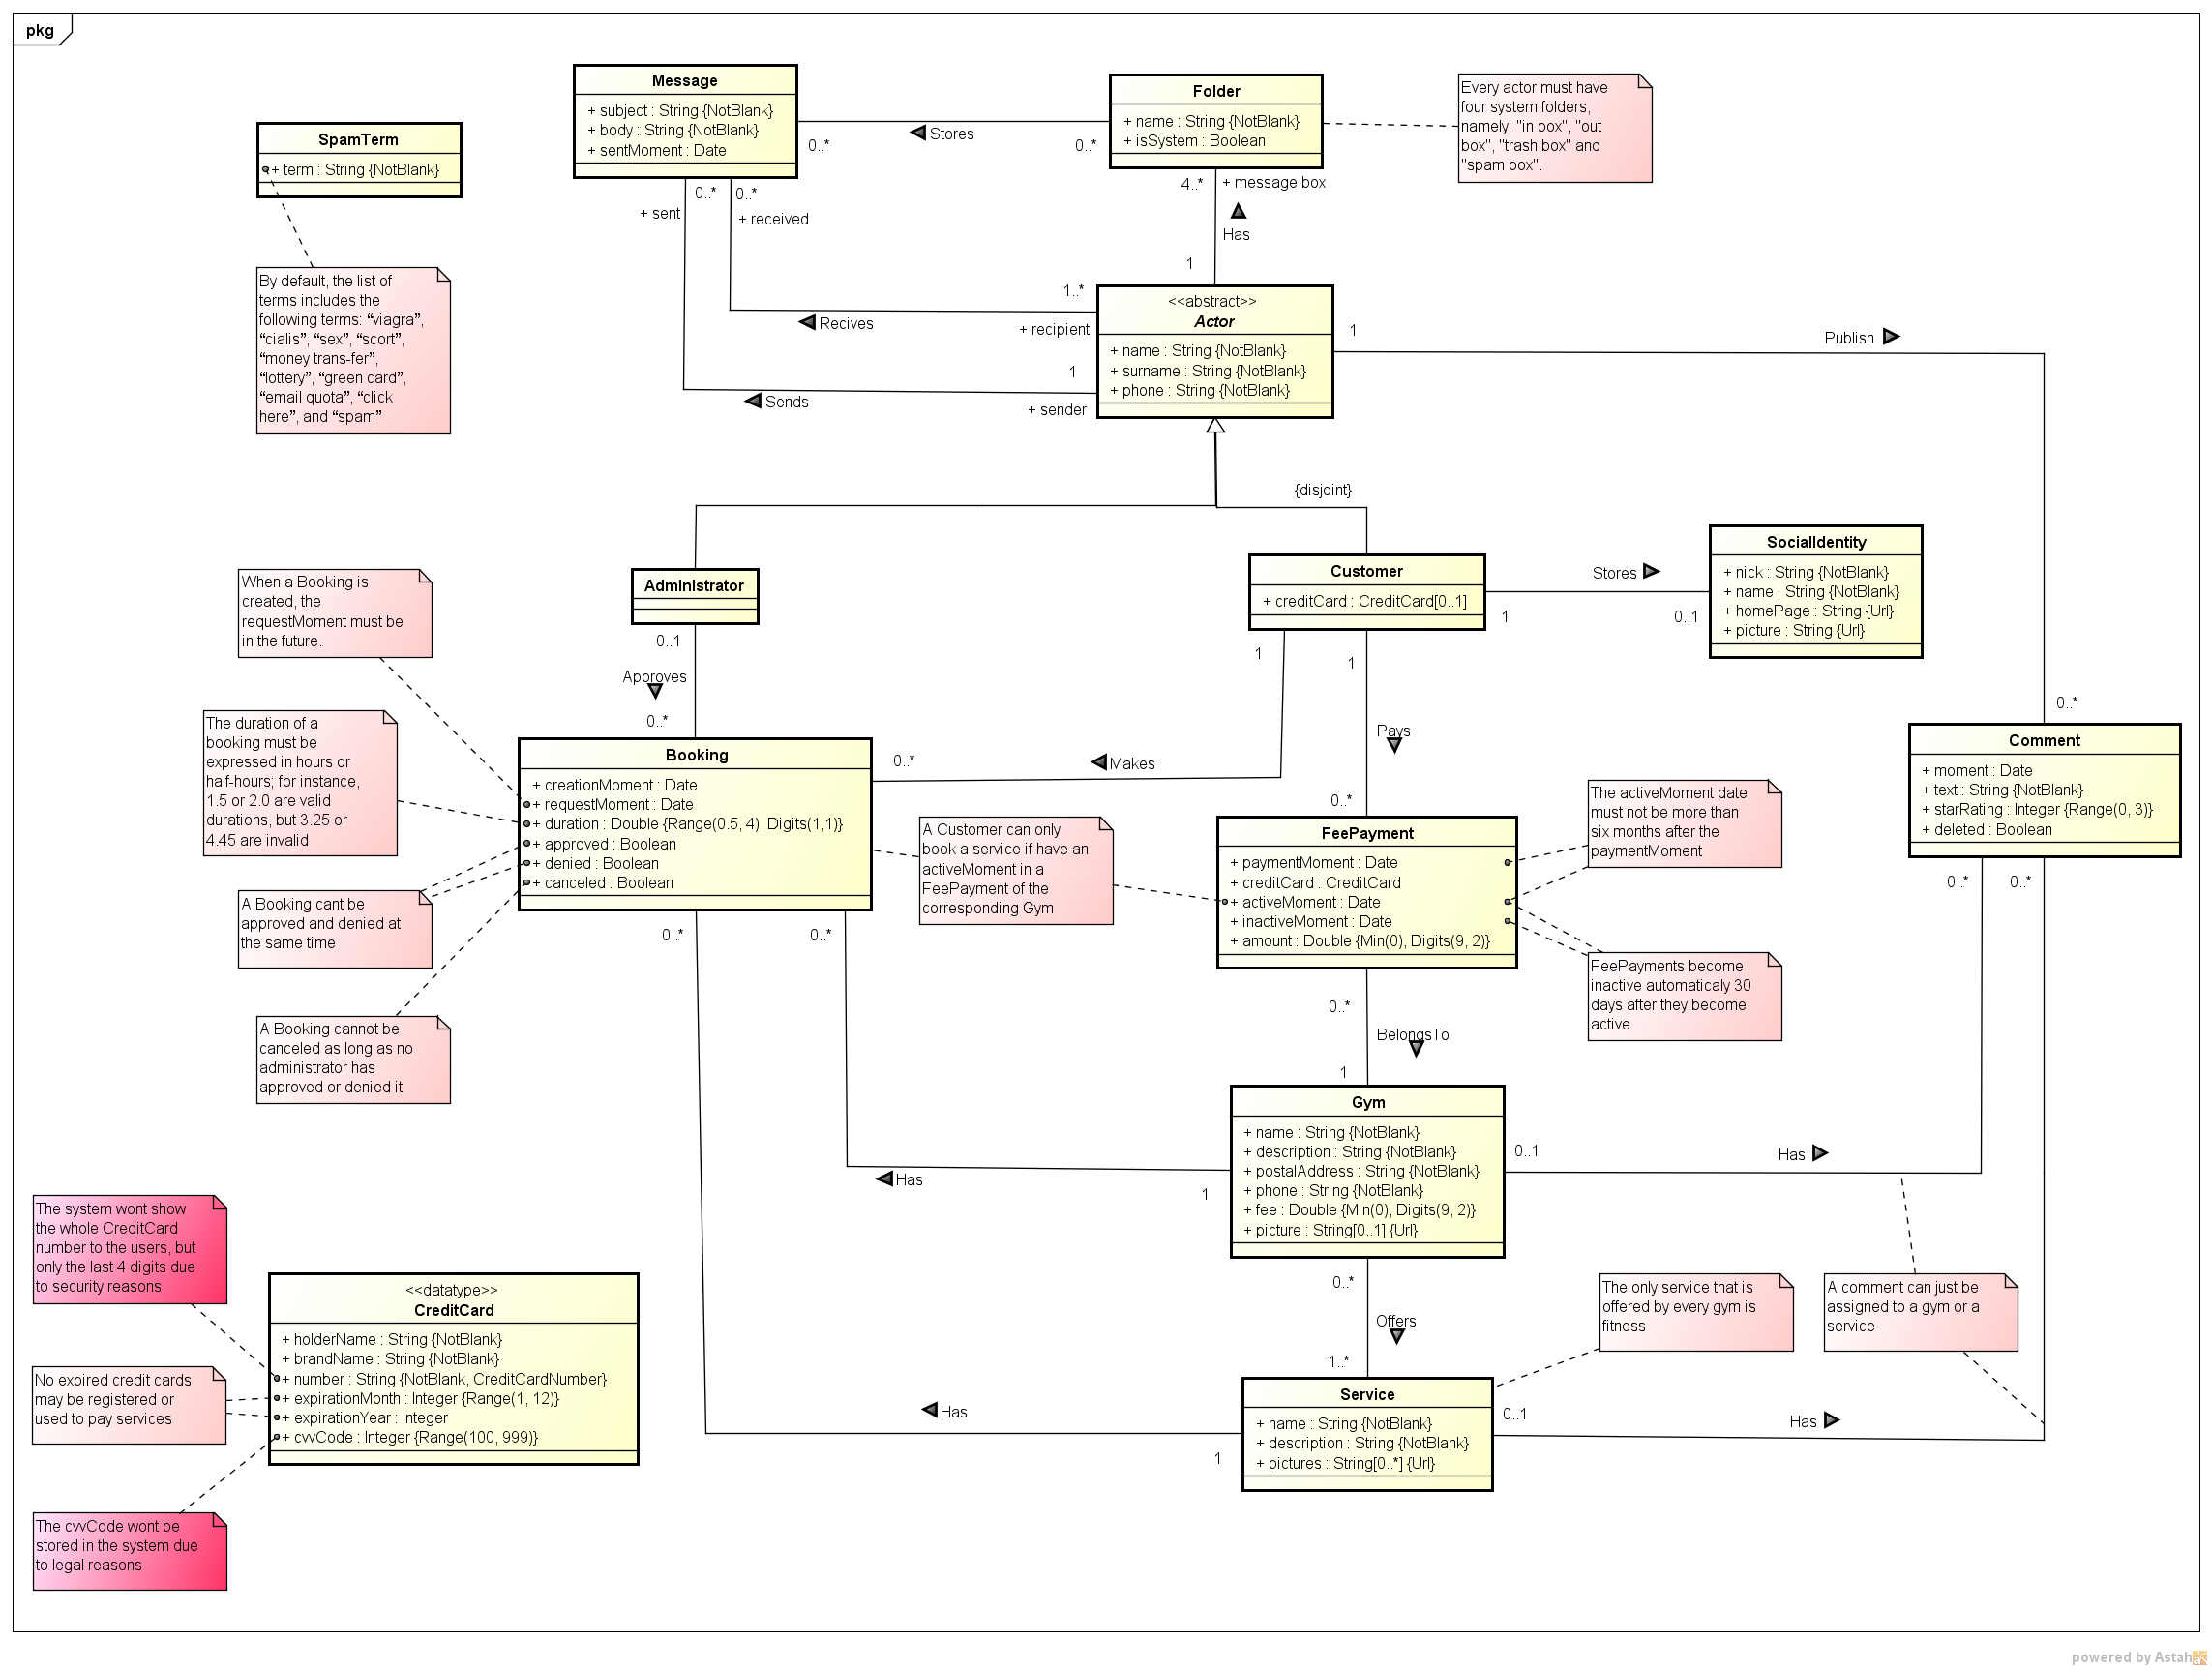 pkg
Message
+ subject : String {NotBlank}
+ body : String {NotBlank}
+ sentMoment : Date
Folder
+ name : String {NotBlank}
+ isSystem : Boolean
Every actor must have
four system folders,
namely: "in box", "out
box", "trash box" and
"spam box".
SpamTerm
+ term : String {NotBlank}
Stores
0..*
0..*
0..*
0..*
+ sent
+ received
4..*
+ message box
Has
1
By default, the list of
terms includes the
following terms: “viagra”,
“cialis”, “sex”, “scort”,
“money trans-fer”,
“lottery”, “green card”,
“email quota”, “click
here”, and “spam”
1..*
Recives
+ recipient
1
Sends
+ sender
<<abstract>>
Actor
+ name : String {NotBlank}
+ surname : String {NotBlank}
+ phone : String {NotBlank}
1
Publish
{disjoint}
When a Booking is
created, the
requestMoment must be
in the future.
Administrator
Customer
+ creditCard : CreditCard[0..1]
Stores
1
0..1
SocialIdentity
+ nick : String {NotBlank}
+ name : String {NotBlank}
+ homePage : String {Url}
+ picture : String {Url}
0..1
Approves
0..*
1
1
Pays
0..*
The duration of a
booking must be
expressed in hours or
half-hours; for instance,
1.5 or 2.0 are valid
durations, but 3.25 or
4.45 are invalid
Booking
+ creationMoment : Date
+ requestMoment : Date
+ duration : Double {Range(0.5, 4), Digits(1,1)}
+ approved : Boolean
+ denied : Boolean
+ canceled : Boolean
0..*
Makes
0..*
Comment
+ moment : Date
+ text : String {NotBlank}
+ starRating : Integer {Range(0, 3)}
+ deleted : Boolean
A Customer can only
book a service if have an
activeMoment in a
FeePayment of the
corresponding Gym
FeePayment
+ paymentMoment : Date
+ creditCard : CreditCard
+ activeMoment : Date
+ inactiveMoment : Date
+ amount : Double {Min(0), Digits(9, 2)}
The activeMoment date
must not be more than
six months after the
paymentMoment
A Booking cant be
approved and denied at
the same time
0..*
0..*
0..*
0..*
FeePayments become
inactive automaticaly 30
days after they become
active
A Booking cannot be
canceled as long as no
administrator has
approved or denied it
0..*
BelongsTo
1
Gym
+ name : String {NotBlank}
+ description : String {NotBlank}
+ postalAddress : String {NotBlank}
+ phone : String {NotBlank}
+ fee : Double {Min(0), Digits(9, 2)}
+ picture : String[0..1] {Url}
0..1
Has
Has
1
The system wont show
the whole CreditCard
number to the users, but
only the last 4 digits due
to security reasons
<<datatype>>
CreditCard
+ holderName : String {NotBlank}
+ brandName : String {NotBlank}
+ number : String {NotBlank, CreditCardNumber}
+ expirationMonth : Integer {Range(1, 12)}
+ expirationYear : Integer
+ cvvCode : Integer {Range(100, 999)}
0..*
Offers
1..*
The only service that is
offered by every gym is
fitness
A comment can just be
assigned to a gym or a
service
No expired credit cards
may be registered or
used to pay services
Has
1
Service
+ name : String {NotBlank}
+ description : String {NotBlank}
+ pictures : String[0..*] {Url}
0..1
Has
The cvvCode wont be
stored in the system due
to legal reasons
powered by Astah